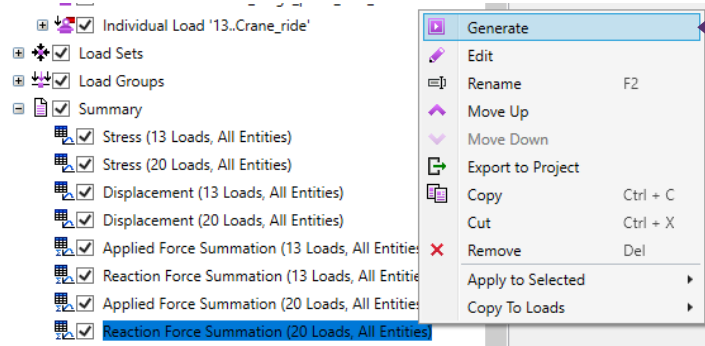 Individual Load '13..Crane_ride'
Load Sets
Load Groups
Summary
Stress (13 Loads, All Entities)
Stress (20 Loads, All Entities)
Displacement (13 Loads, All Entities)
Displacement (20 Loads, All Entities)
Applied Force Summation (13 Loads, All Entitie
Reaction Force Summation (13 Loads, All Entitie
Applied Force Summation (20 Loads, All Entitie
Reaction Force Summation (20 Loads, All Entities)
Generate
Edit
Rename F2
Move Up
Move Down
Export to Project
Copy Ctrl + C
Cut Ctrl + X
Remove Del
Apply to Selected
Copy To Loads